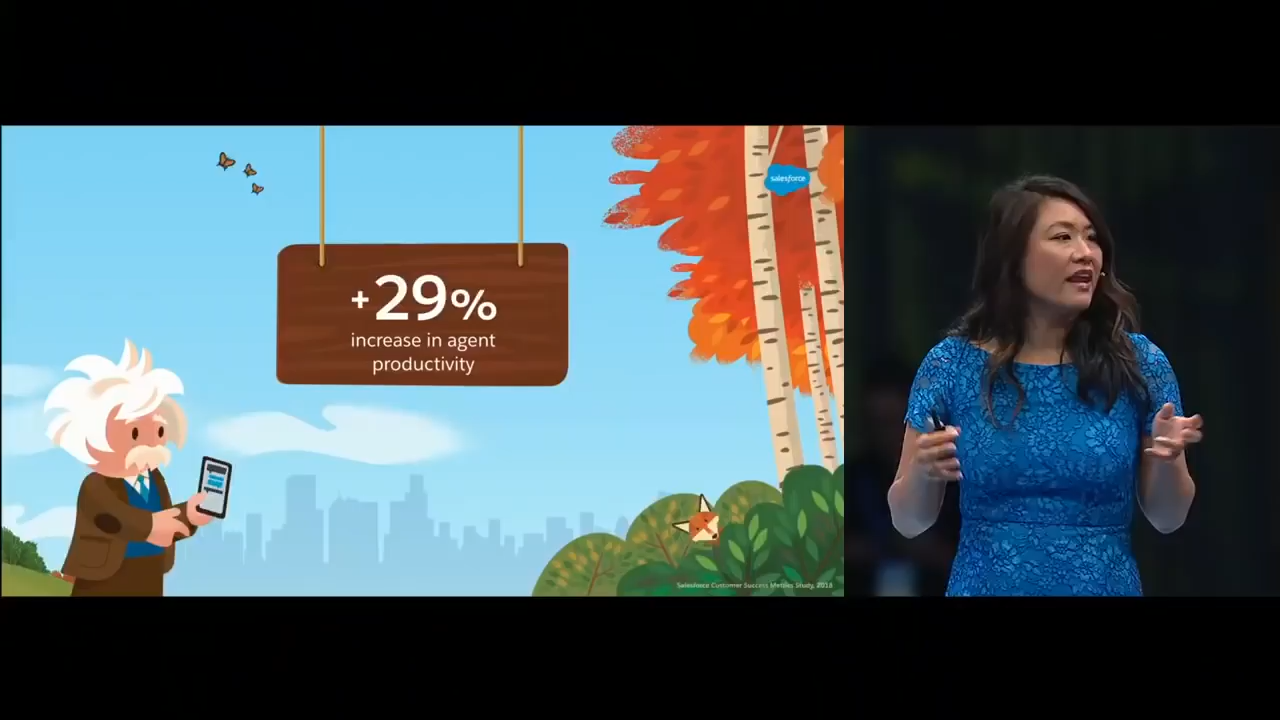 salesforce
+29%
increase in agent
productivity
Salesforce Customer Success Metrics Study, 2018